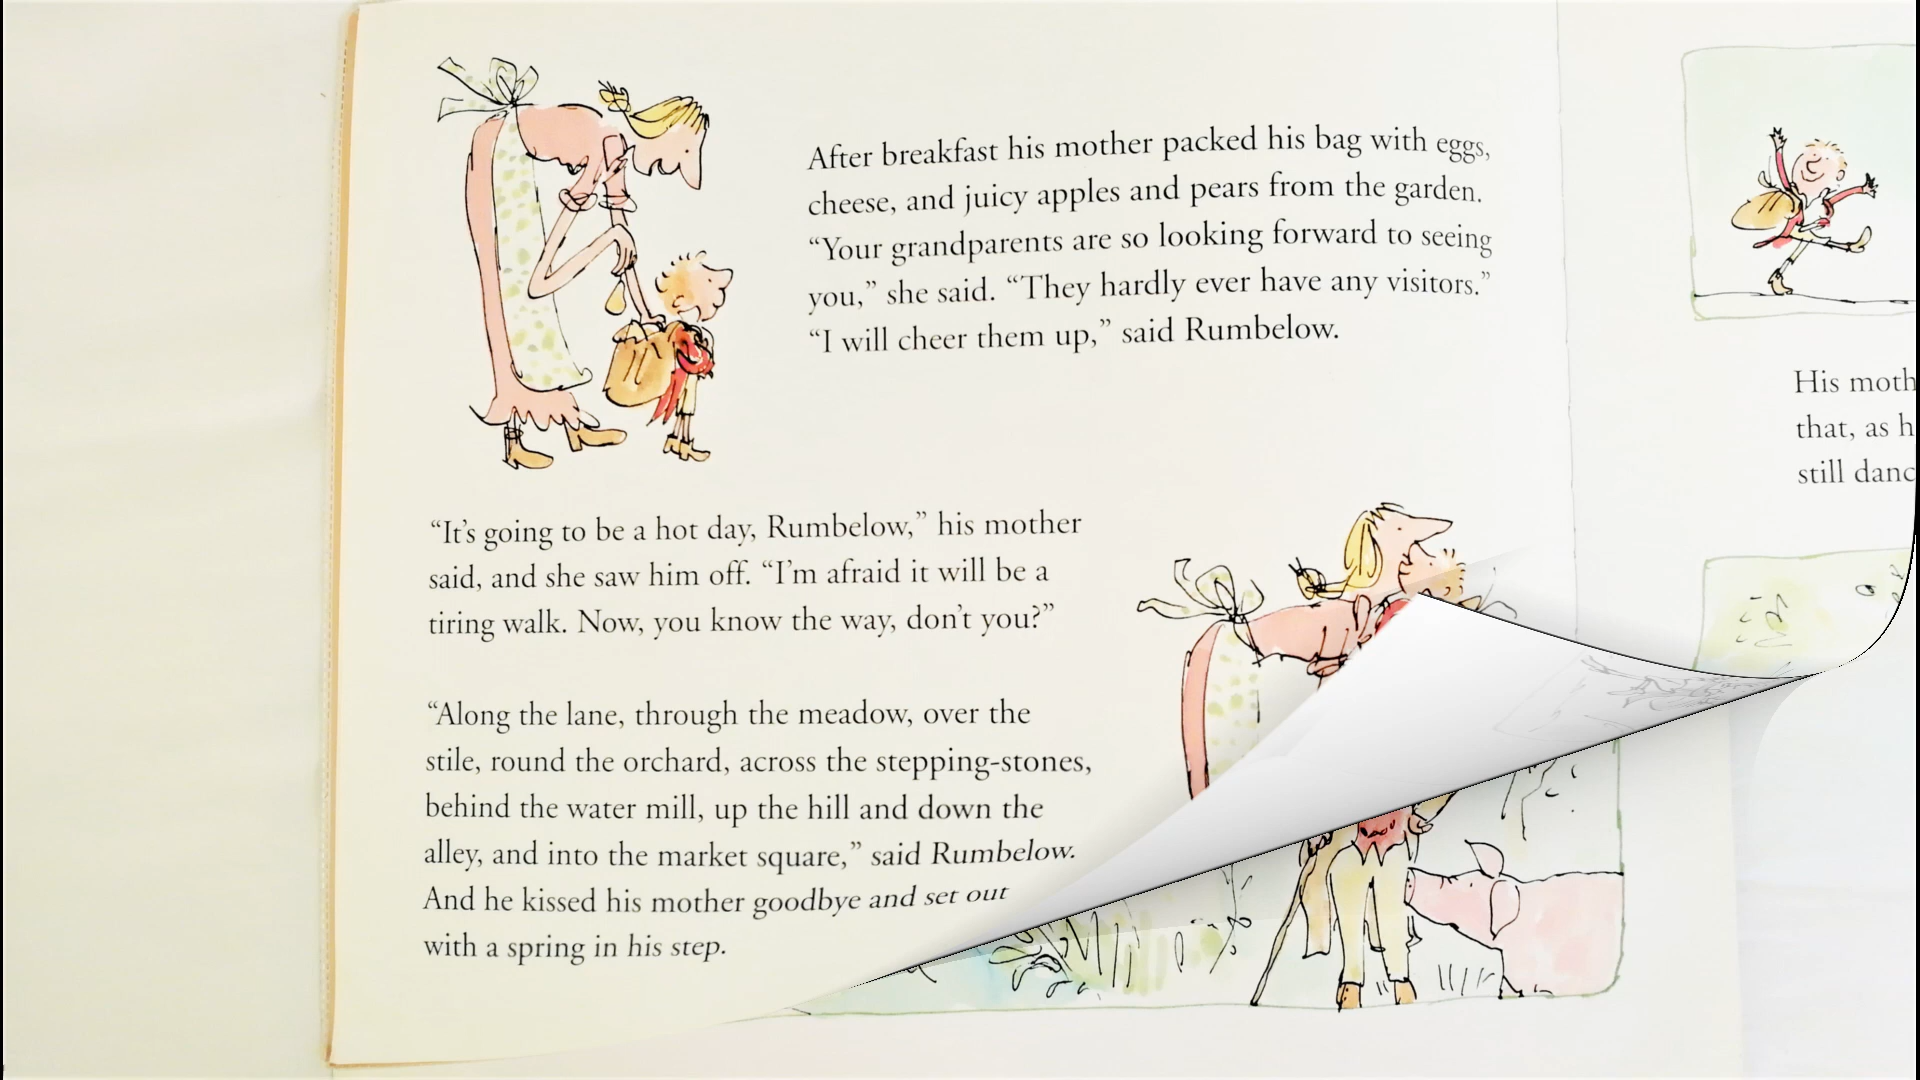 After breakfast his mother packed his bag with eggs,
cheese, and juicy apples and pears from the garden.
“Your grandparents are so looking forward to seeing
you,” she said. “They hardly ever have any visitors.”
“I will cheer them up,” said Rumbelow.
“It’s going to be a hot day, Rumbelow,” his mother
said, and she saw him off. “I’m afraid it will be a
tiring walk. Now, you know the way, don’t you?”
“Along the lane, through the meadow, over the
stile, round the orchard, across the stepping-stones,
behind the water mill, up the hill and down the
alley, and into the market square,” said Rumbelow.
And he kissed his mother goodbye and set out
with a spring in his step.
His moth
that, as h
still danc